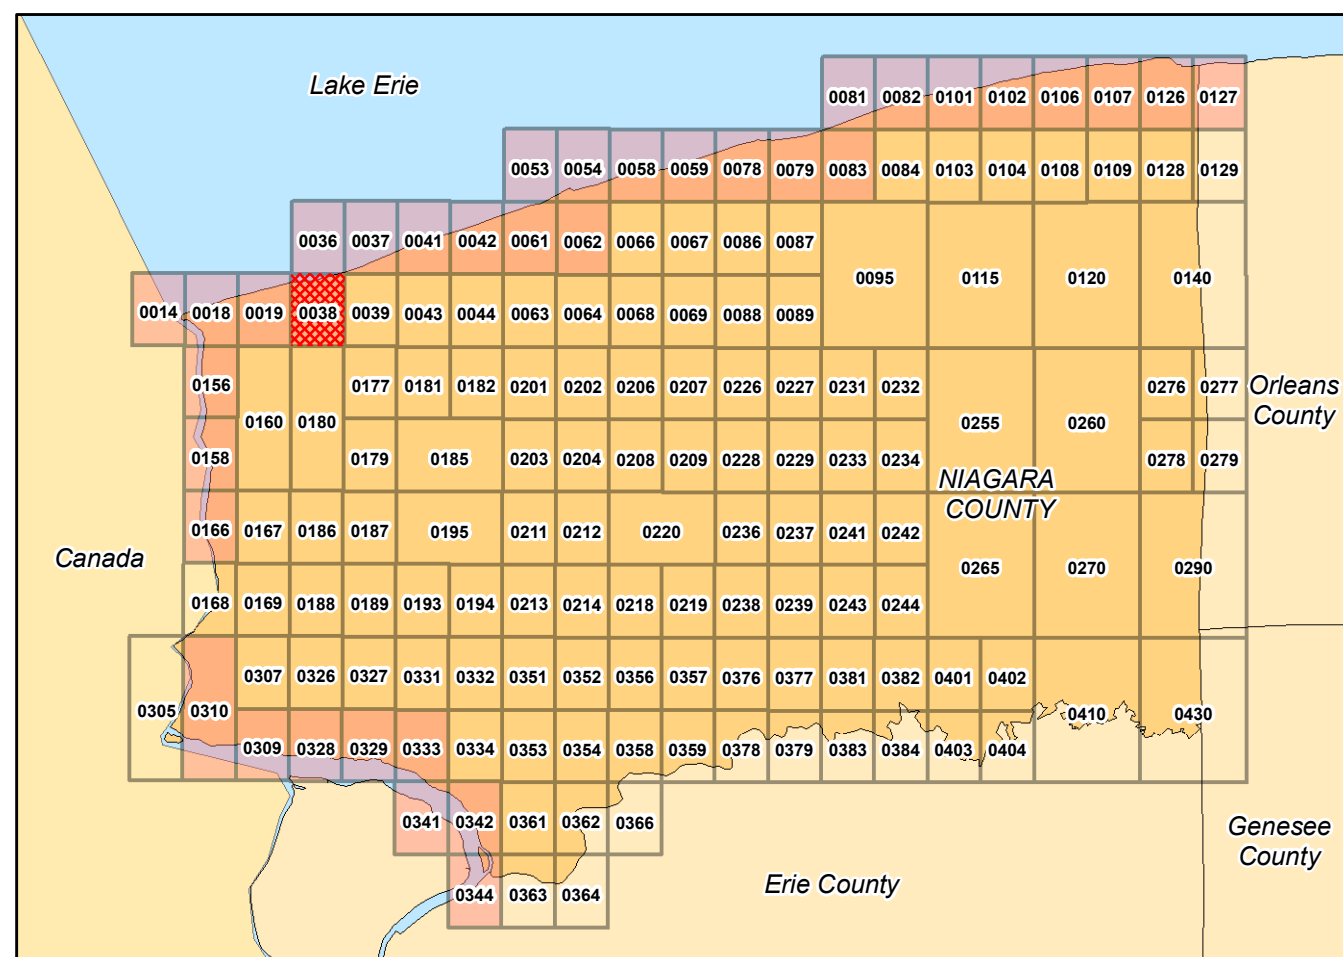 Lake Erie
0081 0082 0101 0102 0106 0107 0126 0127
0053 0054 0058 0059 0078 0079 0083 0084 0103 0104 0108 0109 0128 0129
0036 0037 0041 0042 0061 0062 0066 0067 0086 0087
0095 0115 0120 0140
0014 0018 0019 0038 0039 0043 0044 0063 0064 0068 0069 0088 0089
0156 0177 0181 0182 0201 0202 0206 0207 0226 0227 0231 0232 0276 0277
Orleans
County
0160 0180 0255 0260
0158 0179 0185 0203 0204 0208 0209 0228 0229 0233 0234 0278 0279
NIAGARA
COUNTY
0166 0167 0186 0187 0195 0211 0212 0220 0236 0237 0241 0242
Canada
0265 0270 0290
0168 0169 0188 0189 0193 0194 0213 0214 0218 0219 0238 0239 0243 0244
0307 0326 0327 0331 0332 0351 0352 0356 0357 0376 0377 0381 0382 0401 0402
0305 0310 0410 0430
0309 0328 0329 0333 0334 0353 0354 0358 0359 0378 0379 0383 0384 0403 0404
0341 0342 0361 0362 0366
Genesee
County
Erie County
0344 0363 0364